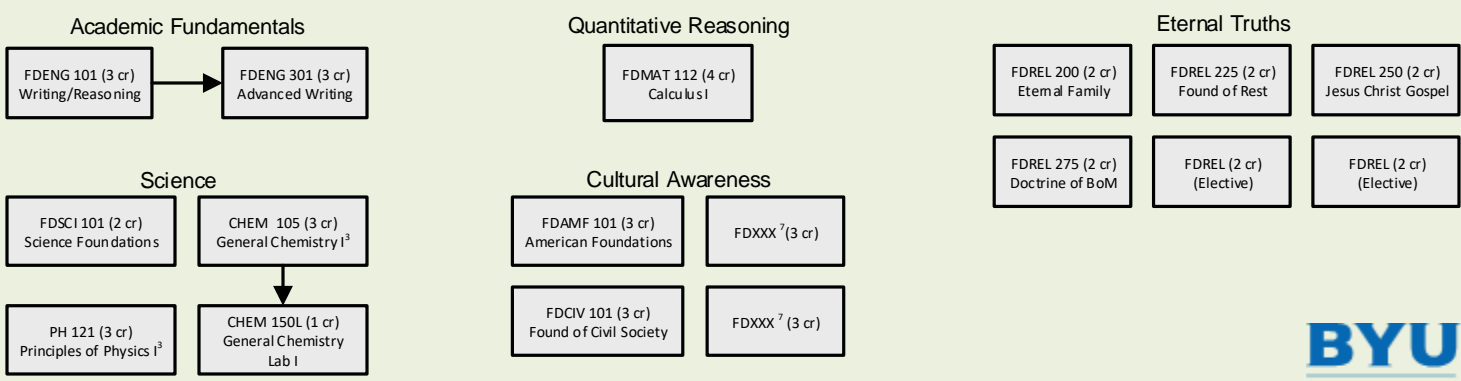 Academic Fundamentals
FDENG 101 (3 cr)
Writing/Reasoning
FDENG 301 (3 cr)
Advanced Writing
Quantitative Reasoning
FDMAT 112 (4 cr)
Calculus I
Eternal Truths
FDREL 200 (2 cr)
Eternal Family
FDREL 225 (2 cr)
Found of Rest
FDREL 250 (2 cr)
Jesus Christ Gospel
FDREL 275 (2 cr)
Doctrine of BoM
FDREL (2 cr)
(Elective)
FDREL (2 cr)
(Elective)
Science
FDSCI 101 (2 cr)
Science Foundations
CHEM 105 (3 cr)
General Chemistry I³
PH 121 (3 cr)
Principles of Physics I³
CHEM 150L (1 cr)
General Chemistry
Lab I
Cultural Awareness
FDAMF 101 (3 cr)
American Foundations
FDXXX ⁷(3 cr)
FDCIV 101 (3 cr)
Found of Civil Society
FDXXX ⁷ (3 cr)
BYU